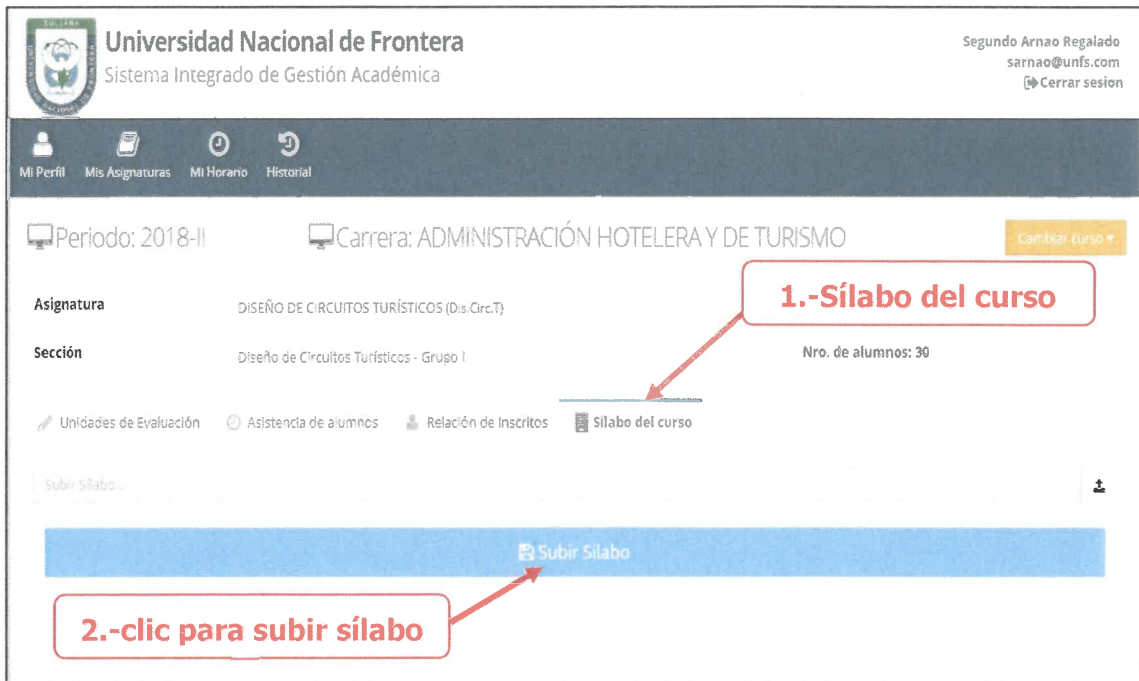 SULLANA
Universidad Nacional de Frontera
Sistema Integrado de Gestión Académica
Segundo Arnao Regalado
sarnao@unfs.com
Cerrar sesion
Mi Perfil
Mis Asignaturas
Mi Horario
Historial
Periodo: 2018-II
Carrera: ADMINISTRACIÓN HOTELERA Y DE TURISMO
Cambiar curso
1.-Sílabo del curso
Asignatura
DISEÑO DE CIRCUITOS TURÍSTICOS (Dis.Circ.T)
Sección
Diseño de Circuitos Turísticos - Grupo I
Nro. de alumnos: 30
Unidades de Evaluación
Asistencia de alumnos
Relación de Inscritos
Sílabo del curso
Subir Sílabo...
Subir Sílabo
2.-clic para subir sílabo